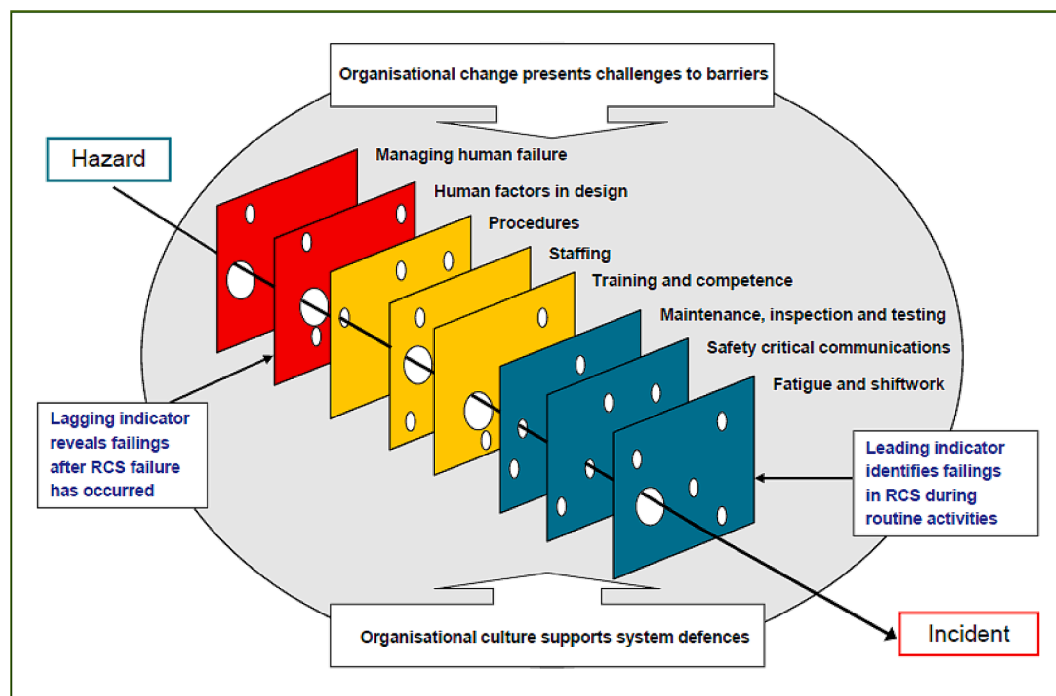 Organisational change presents challenges to barriers
Hazard
Managing human failure
Human factors in design
Procedures
Staffing
Training and competence
Maintenance, inspection and testing
Safety critical communications
Fatigue and shiftwork
Lagging indicator
reveals failings
after RCS failure
has occurred
Leading indicator
identifies failings
in RCS during
routine activities
Organisational culture supports system defences
Incident